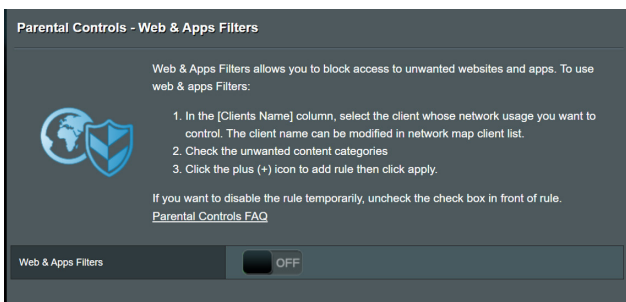 Parental Controls - Web & Apps Filters
Web & Apps Filters allows you to block access to unwanted websites and apps. To use
web & apps Filters:
1. In the [Clients Name] column, select the client whose network usage you want to
control. The client name can be modified in network map client list.
2. Check the unwanted content categories
3. Click the plus (+) icon to add rule then click apply.
If you want to disable the rule temporarily, uncheck the check box in front of rule.
Parental Controls FAQ
Web & Apps Filters
OFF